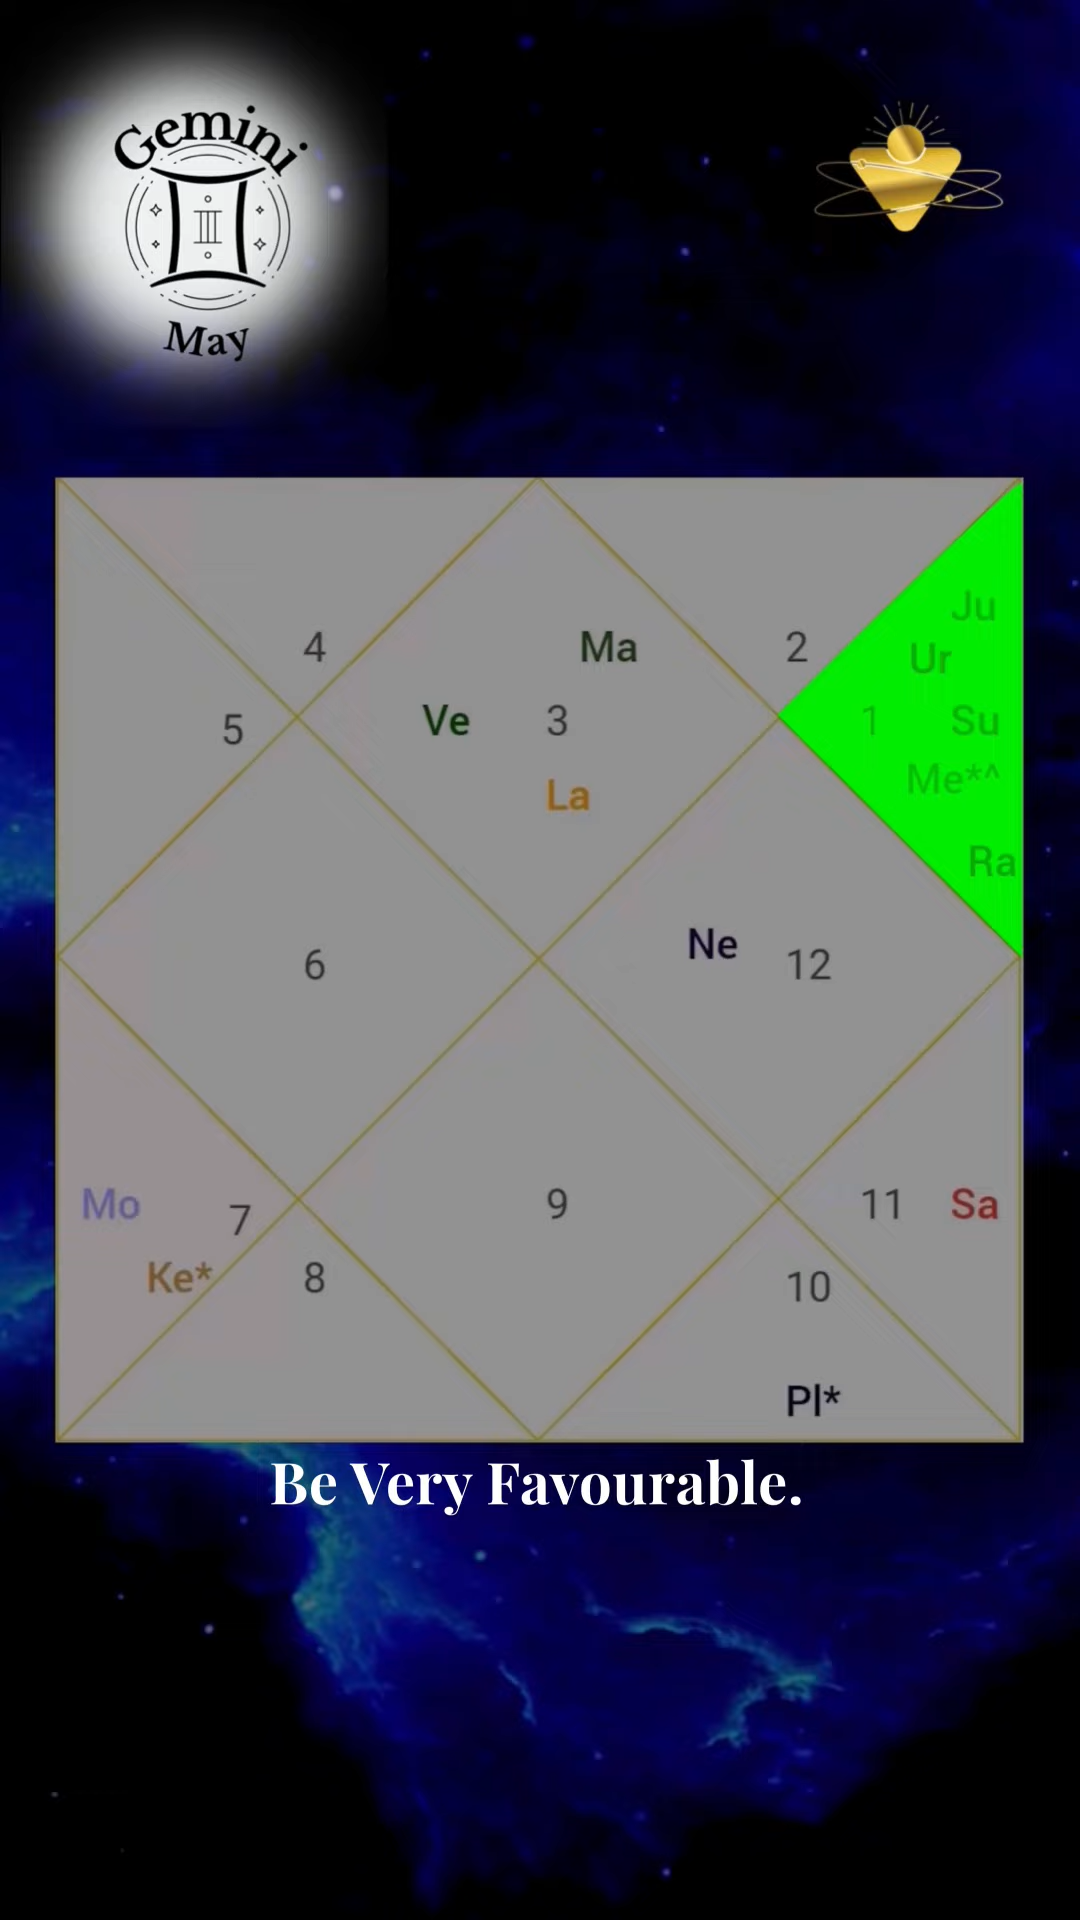 Gemini
III
May
Ju
4 Ma 2 Ur
5 Ve 3 1 Su
La Me*^
Ra
6 Ne 12
Mo 7 9 11 Sa
Ke* 8 10
Pl*
Be Very Favourable.